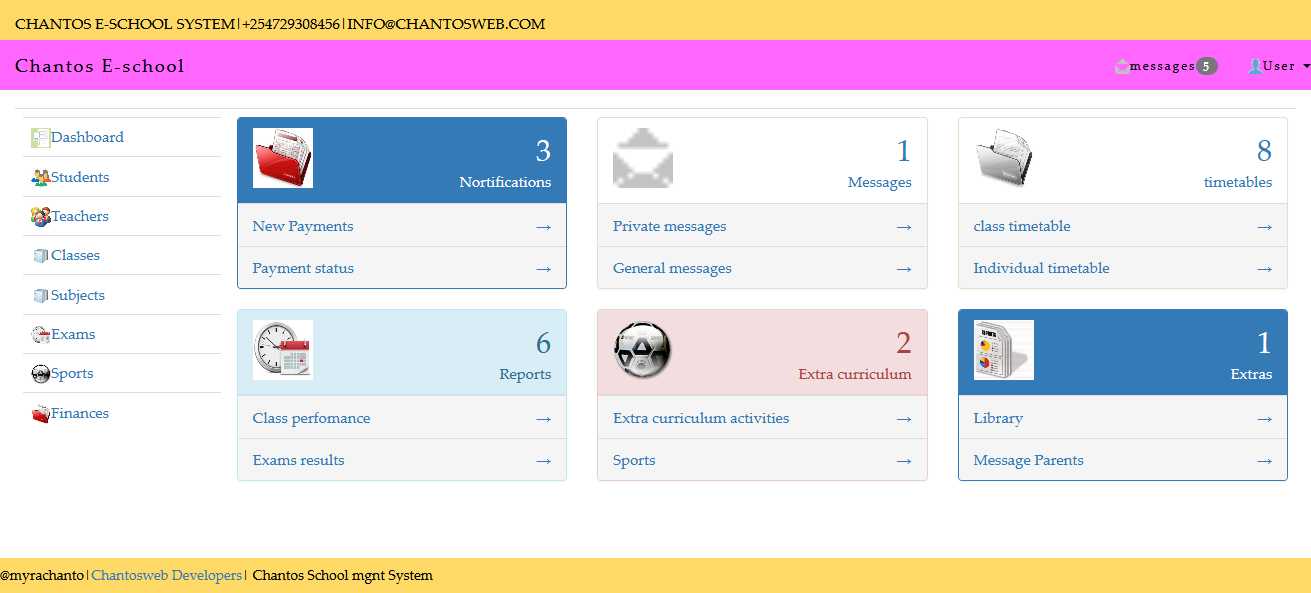 CHANTOS E-SCHOOL SYSTEM|+254729308456|INFO@CHANTOSWEB.COM
Chantos E-school
messages 5
User
Dashboard
Students
Teachers
Classes
Subjects
Exams
Sports
Finances
3
Nortifications
New Payments →
Payment status →
1
Messages
Private messages →
General messages →
8
timetables
class timetable →
Individual timetable →
6
Reports
Class perfomance →
Exams results →
2
Extra curriculum
Extra curriculum activities →
Sports →
1
Extras
Library →
Message Parents →
@myrachanto|Chantosweb Developers| Chantos School mgnt System